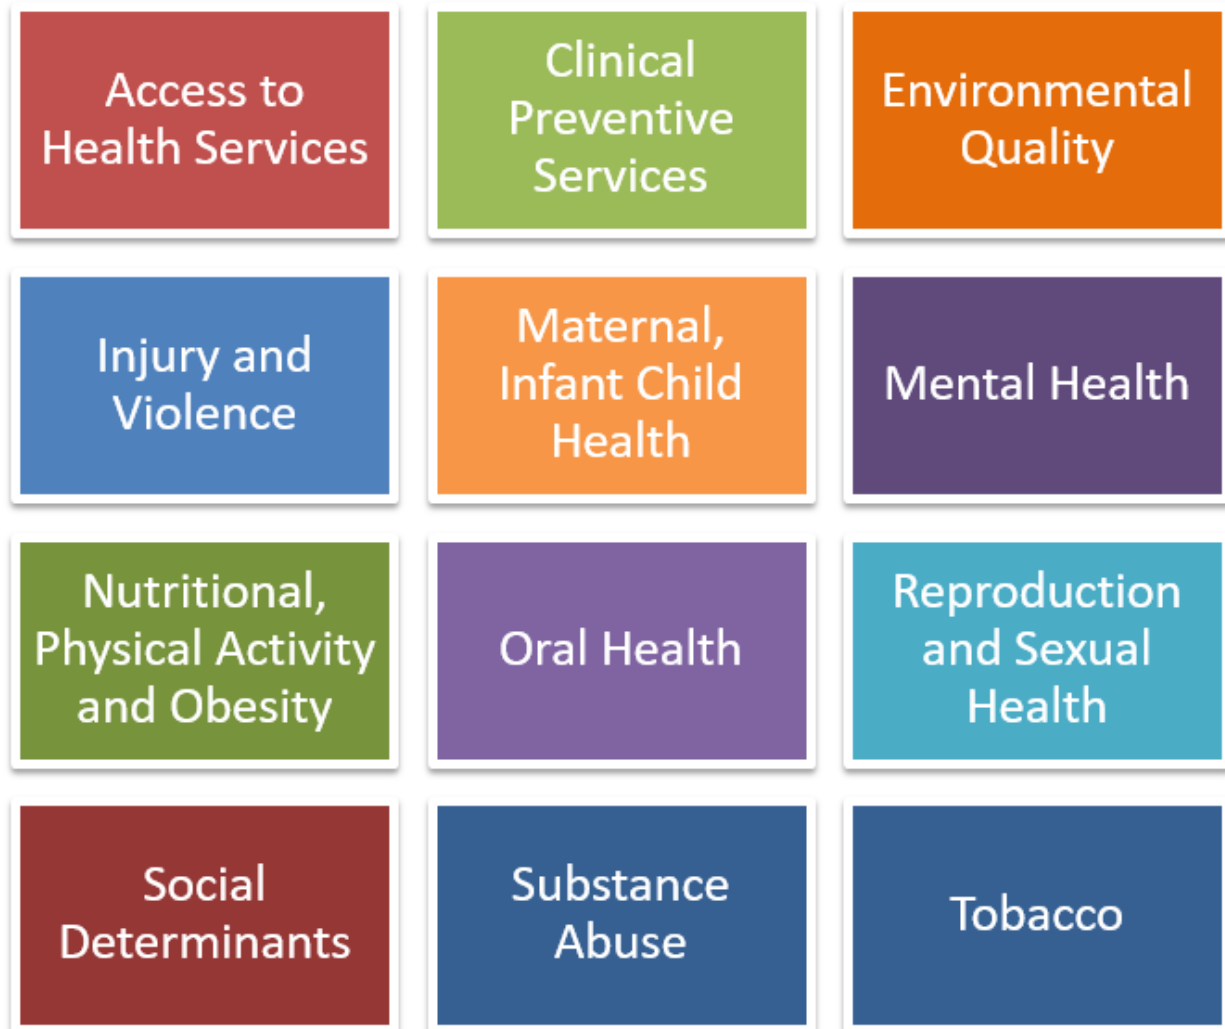 Access to
Health Services
Clinical
Preventive
Services
Environmental
Quality
Injury and
Violence
Maternal,
Infant Child
Health
Mental Health
Nutritional,
Physical Activity
and Obesity
Oral Health
Reproduction
and Sexual
Health
Social
Determinants
Substance
Abuse
Tobacco